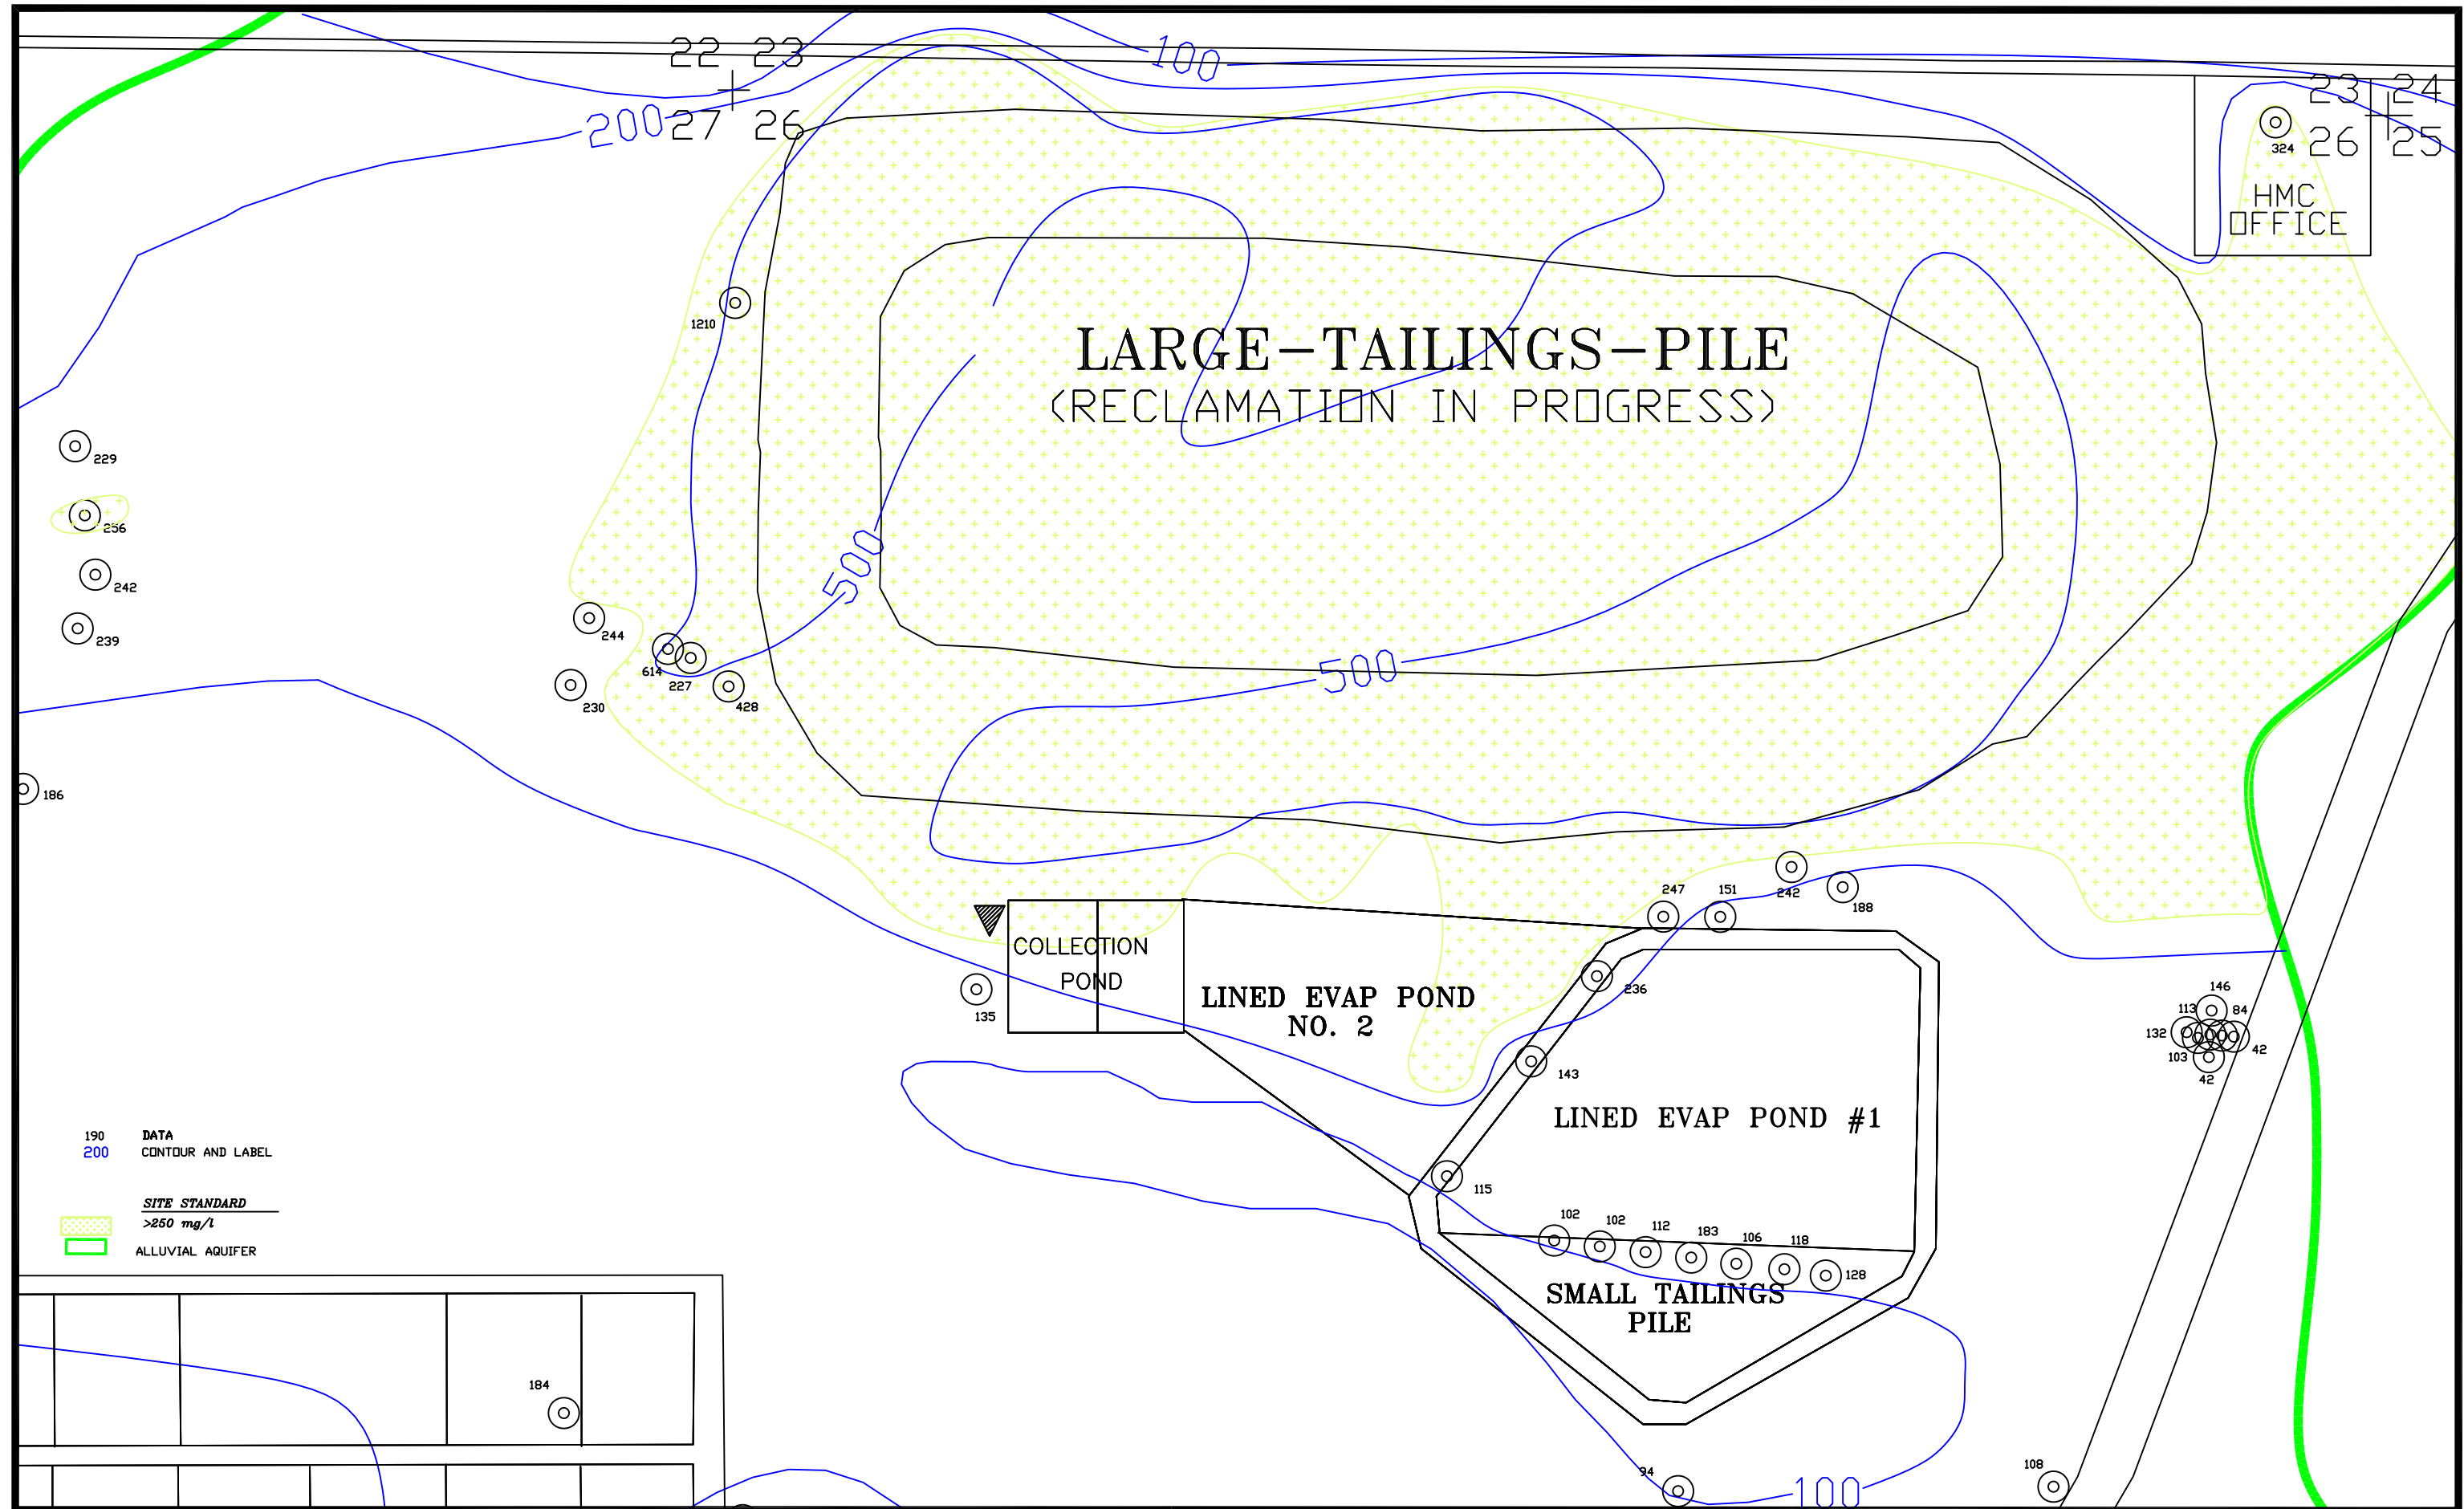 22 23
27 26
100
200
23 24
26 25
324
HMC
OFFICE
1210
LARGE-TAILINGS-PILE
(RECLAMATION IN PROGRESS)
229
256
242
239
500
244
614
227
230
428
500
186
247
151
242
188
COLLECTION
POND
135
LINED EVAP POND
NO. 2
236
143
146
113
84
132
103
42
42
LINED EVAP POND #1
115
102
102
112
183
106
118
128
SMALL TAILINGS
PILE
190 DATA
200 CONTOUR AND LABEL
SITE STANDARD
>250 mg/l
ALLUVIAL AQUIFER
184
94
100
108